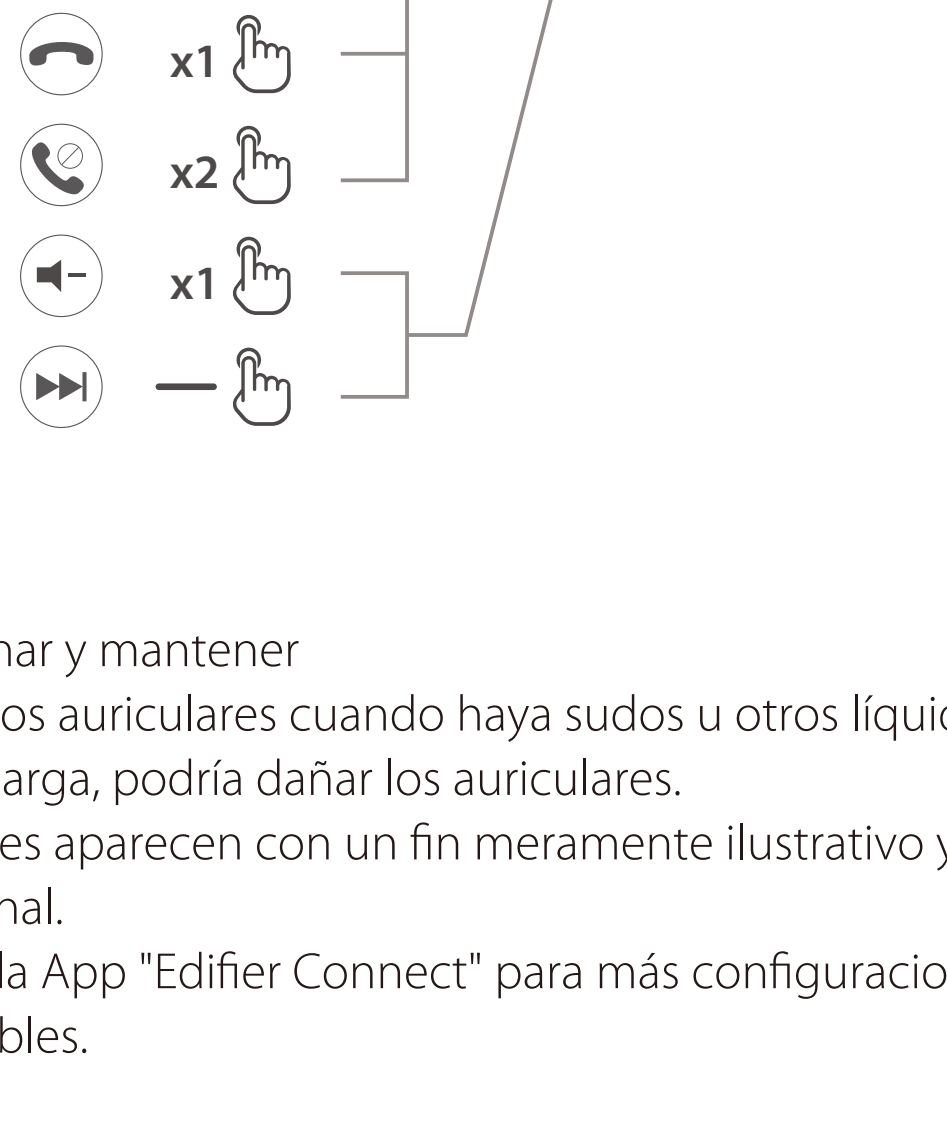 x1
x2
x1
nar y mantener
os auriculares cuando haya sudos u otros líquic
arga, podría dañar los auriculares.
es aparecen con un fin meramente ilustrativo y
nal.
la App "Edifier Connect" para más configuracio
bles.